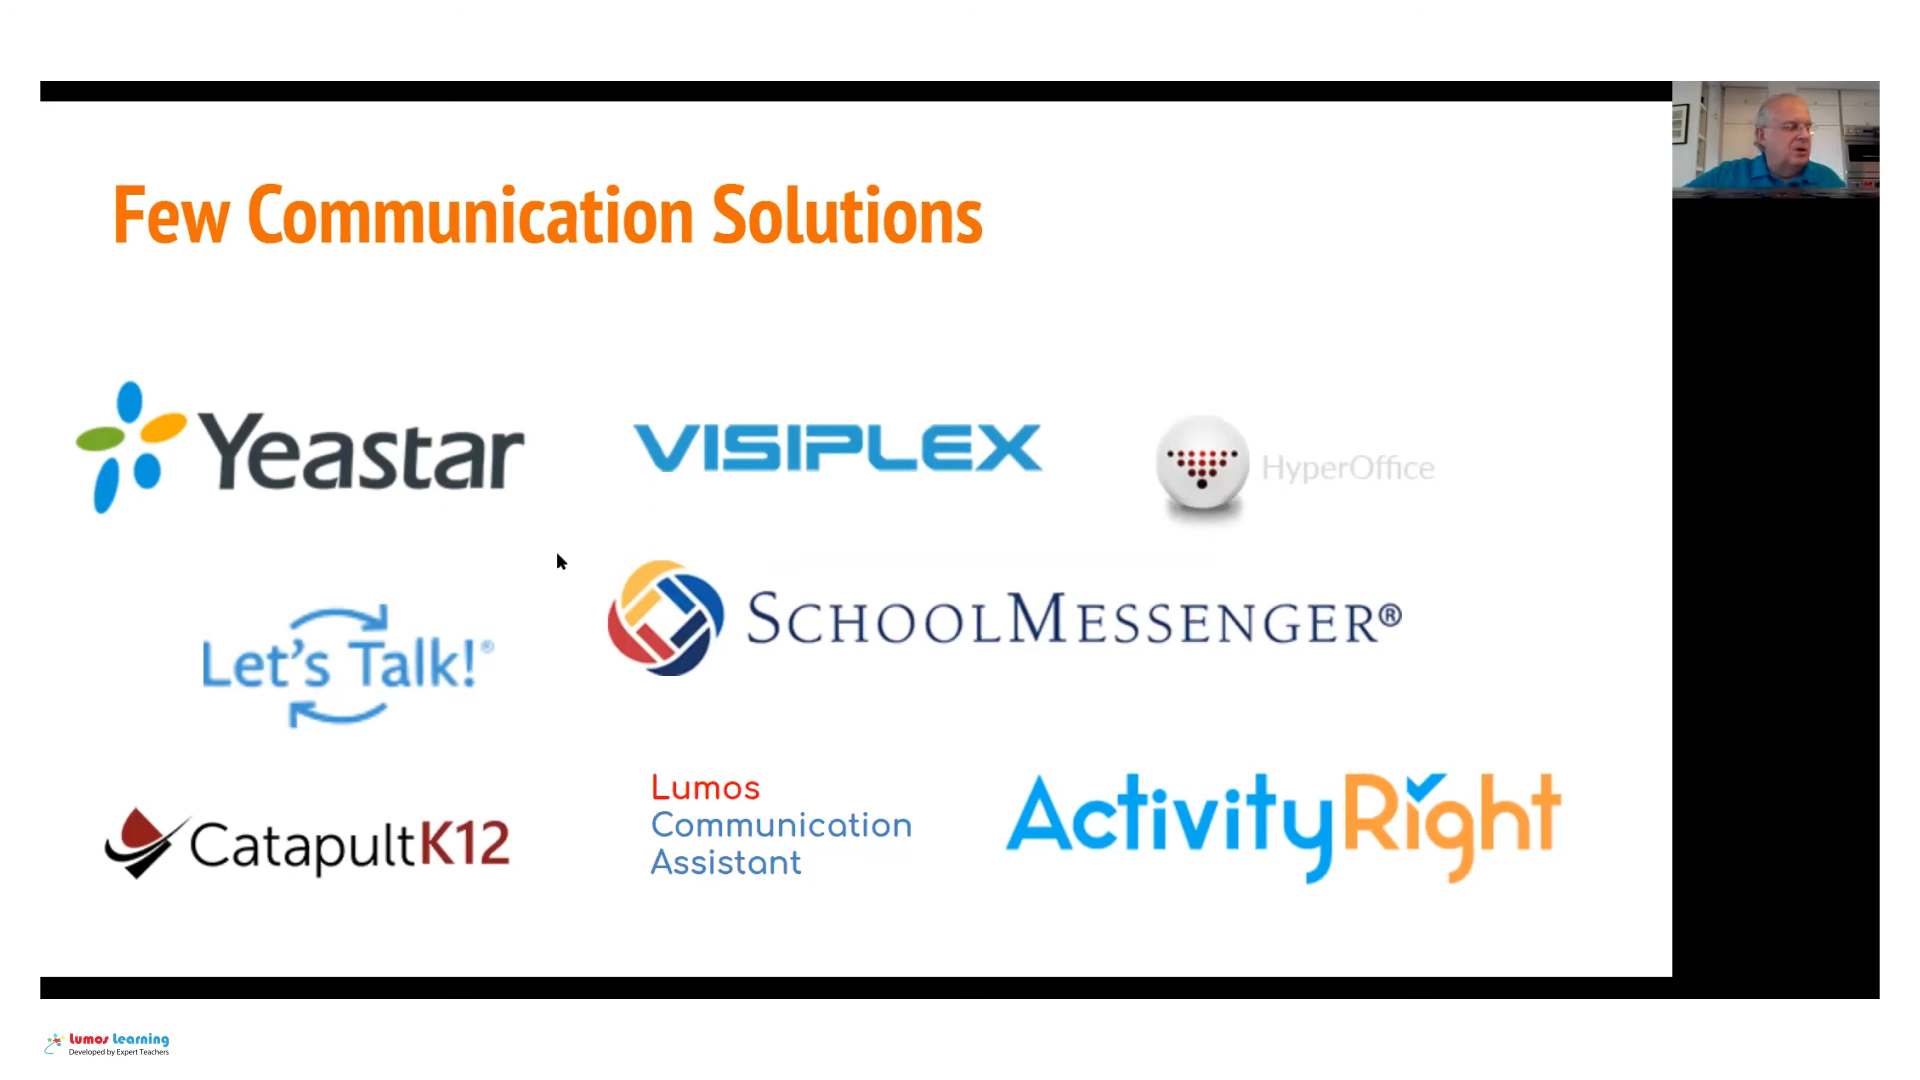 Few Communication Solutions
Yeastar
VISIPLEX
HyperOffice
Let's Talk!®
SCHOOLMESSENGER®
CatapultK12
Lumos
Communication
Assistant
ActivityRight
Lumos Learning
Developed by Expert Teachers